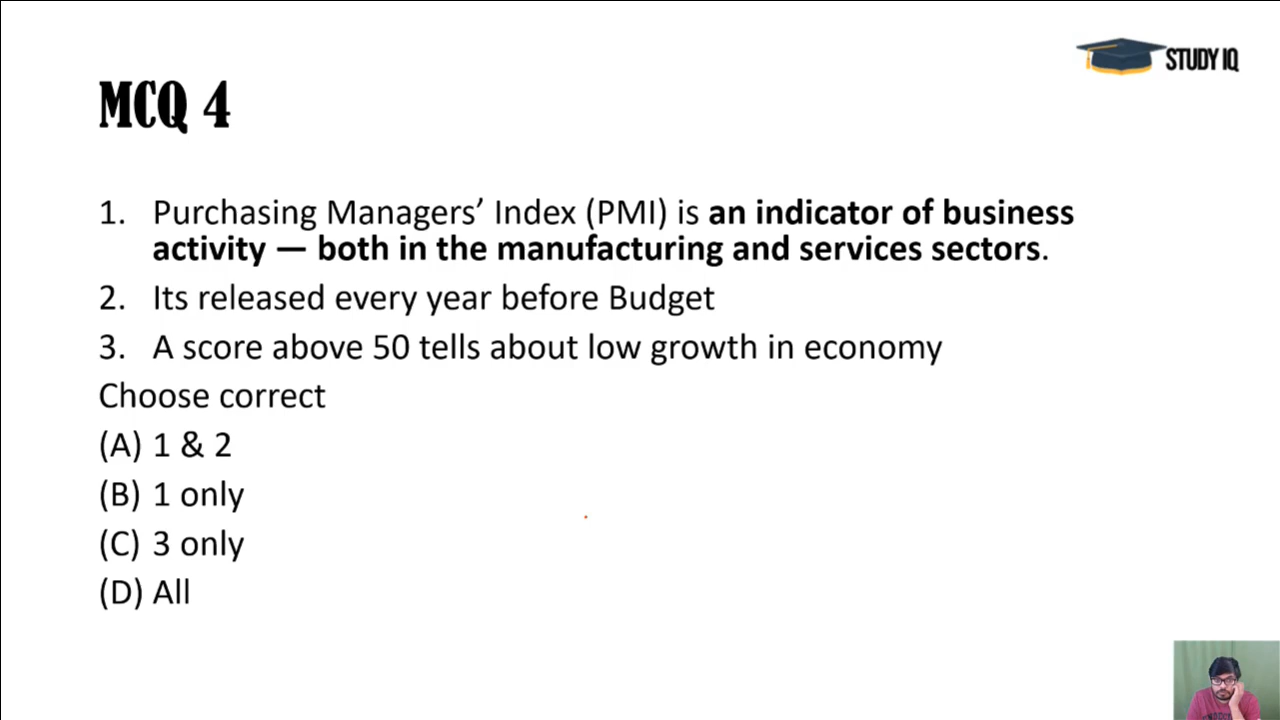 STUDY IQ
MCQ 4
1. Purchasing Managers’ Index (PMI) is an indicator of business
activity — both in the manufacturing and services sectors.
2. Its released every year before Budget
3. A score above 50 tells about low growth in economy
Choose correct
(A) 1 & 2
(B) 1 only
(C) 3 only
(D) All